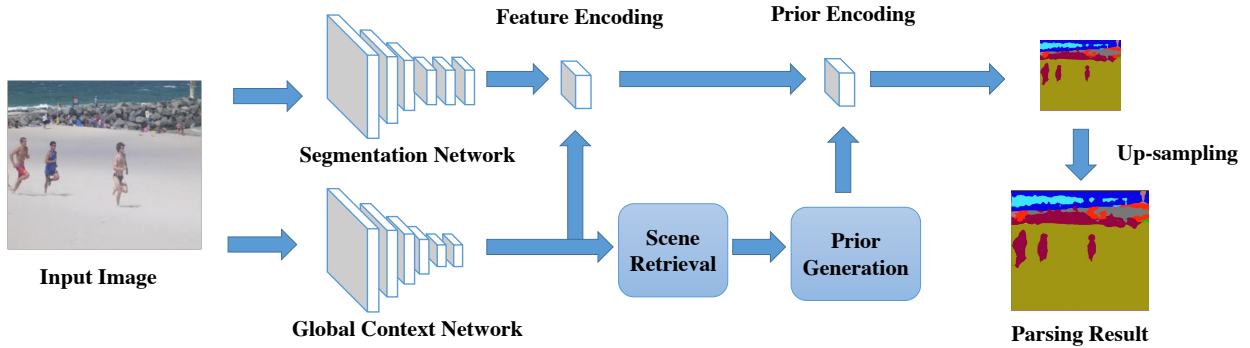 Feature Encoding
Prior Encoding
Segmentation Network
Up-sampling
Scene
Retrieval
Prior
Generation
Input Image
Global Context Network
Parsing Result